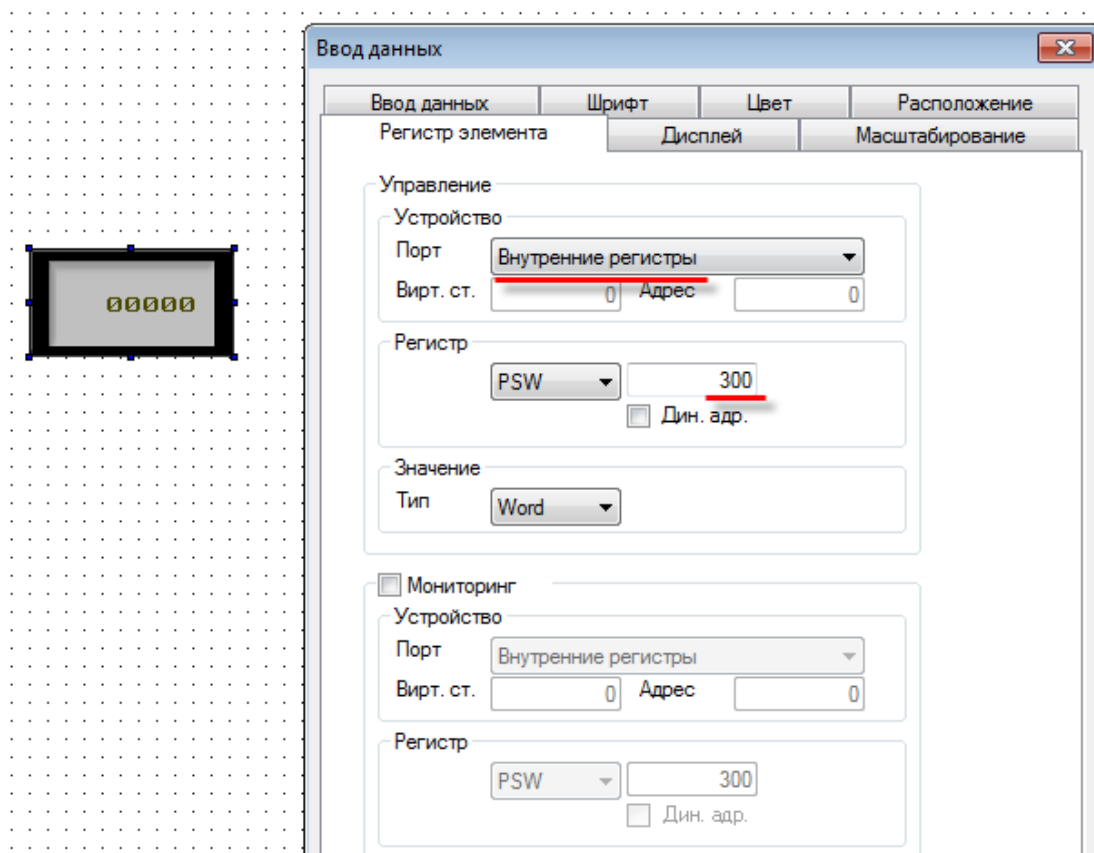 Ввод данных
Ввод данных Шрифт Цвет Расположение
Регистр элемента Дисплей Масштабирование
Управление
Устройство
Порт Внутренние регистры
Вирт. ст. 0 Адрес 0
00000
Регистр
PSW 300
Дин. адр.
Значение
Тип Word
Мониторинг
Устройство
Порт Внутренние регистры
Вирт. ст. 0 Адрес 0
Регистр
PSW 300
Дин. адр.